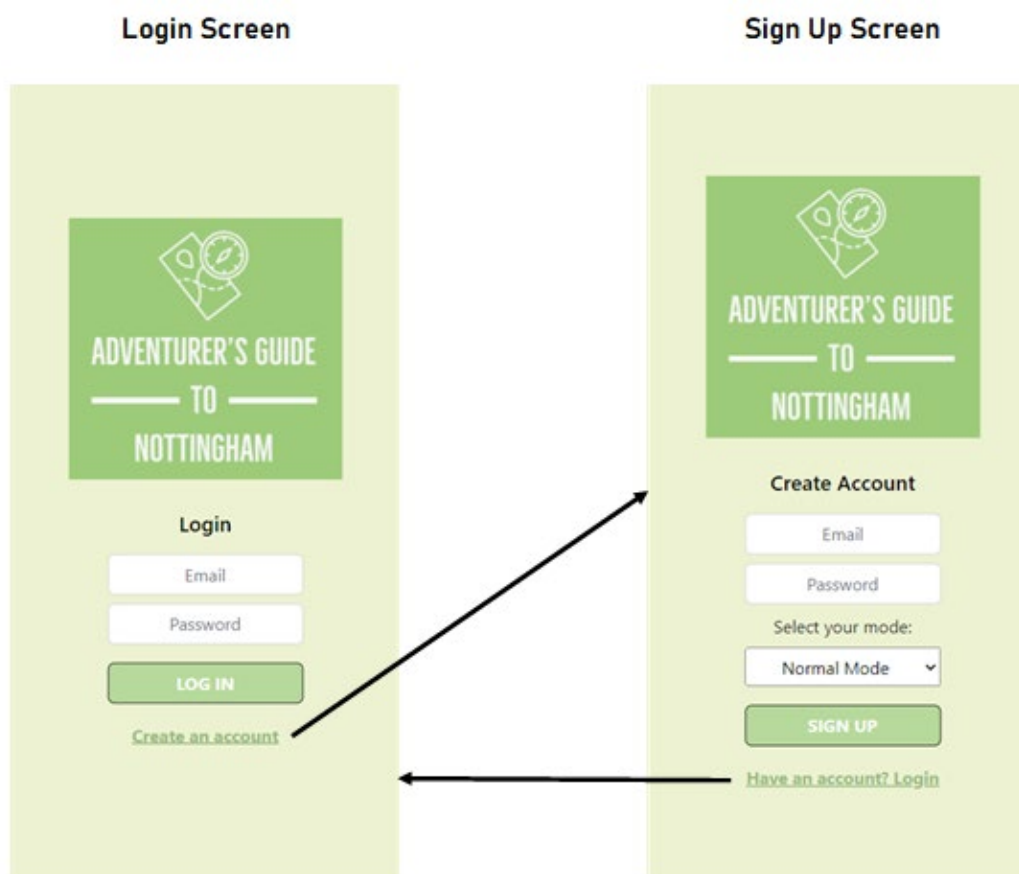 Login Screen
ADVENTURER'S GUIDE
TO
NOTTINGHAM
Login
Email
Password
LOG IN
Create an account
Sign Up Screen
ADVENTURER'S GUIDE
TO
NOTTINGHAM
Create Account
Email
Password
Select your mode:
Normal Mode
SIGN UP
Have an account? Login